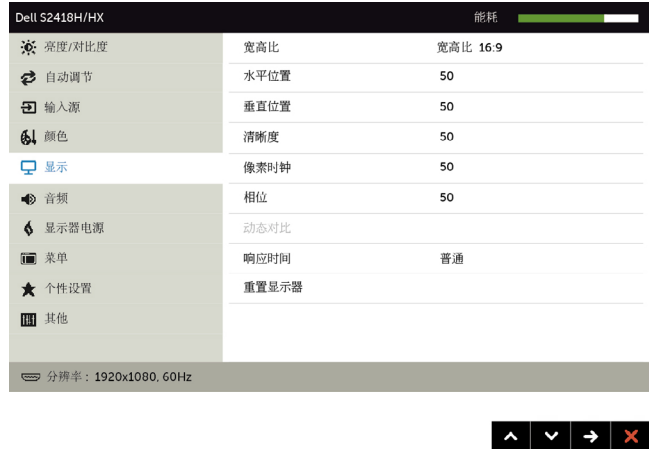 Dell S2418H/HX
能耗
亮度/对比度
自动调节
输入源
颜色
显示
音频
显示器电源
菜单
个性设置
其他
宽高比 宽高比 16:9
水平位置 50
垂直位置 50
清晰度 50
像素时钟 50
相位 50
动态对比
响应时间 普通
重置显示器
分辨率：1920x1080, 60Hz